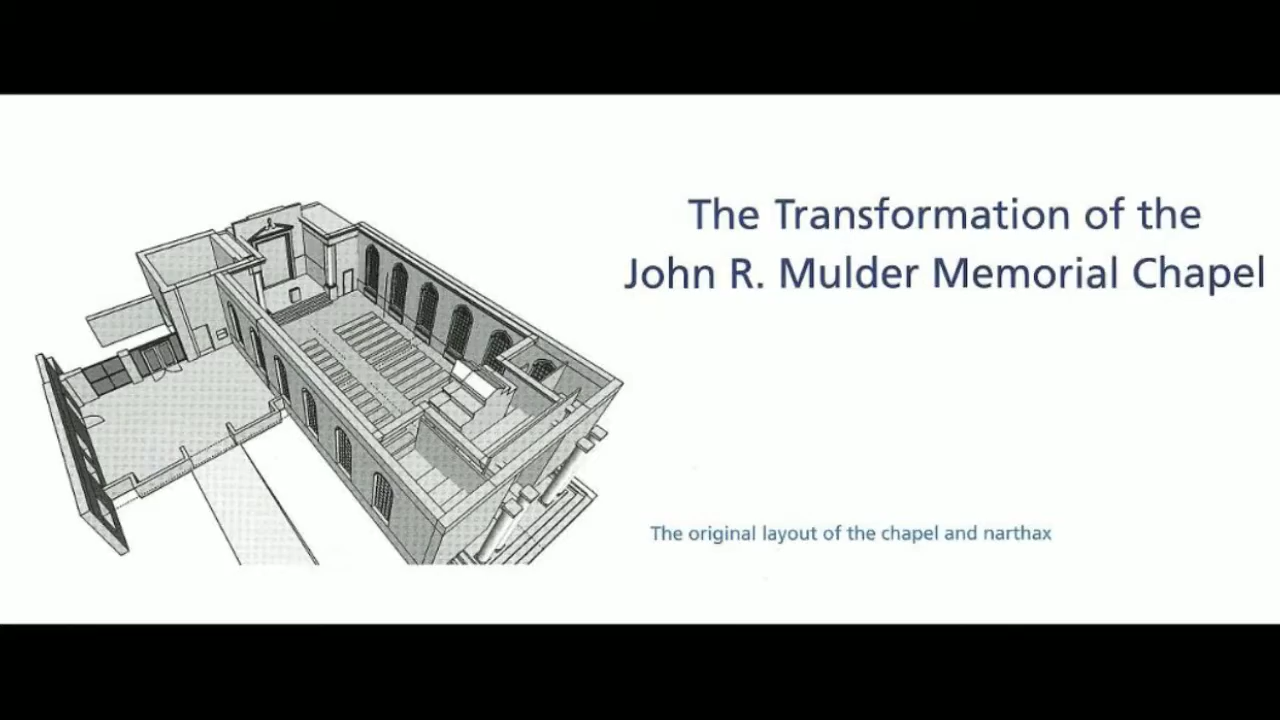 The Transformation of the
John R. Mulder Memorial Chapel
The original layout of the chapel and narthax